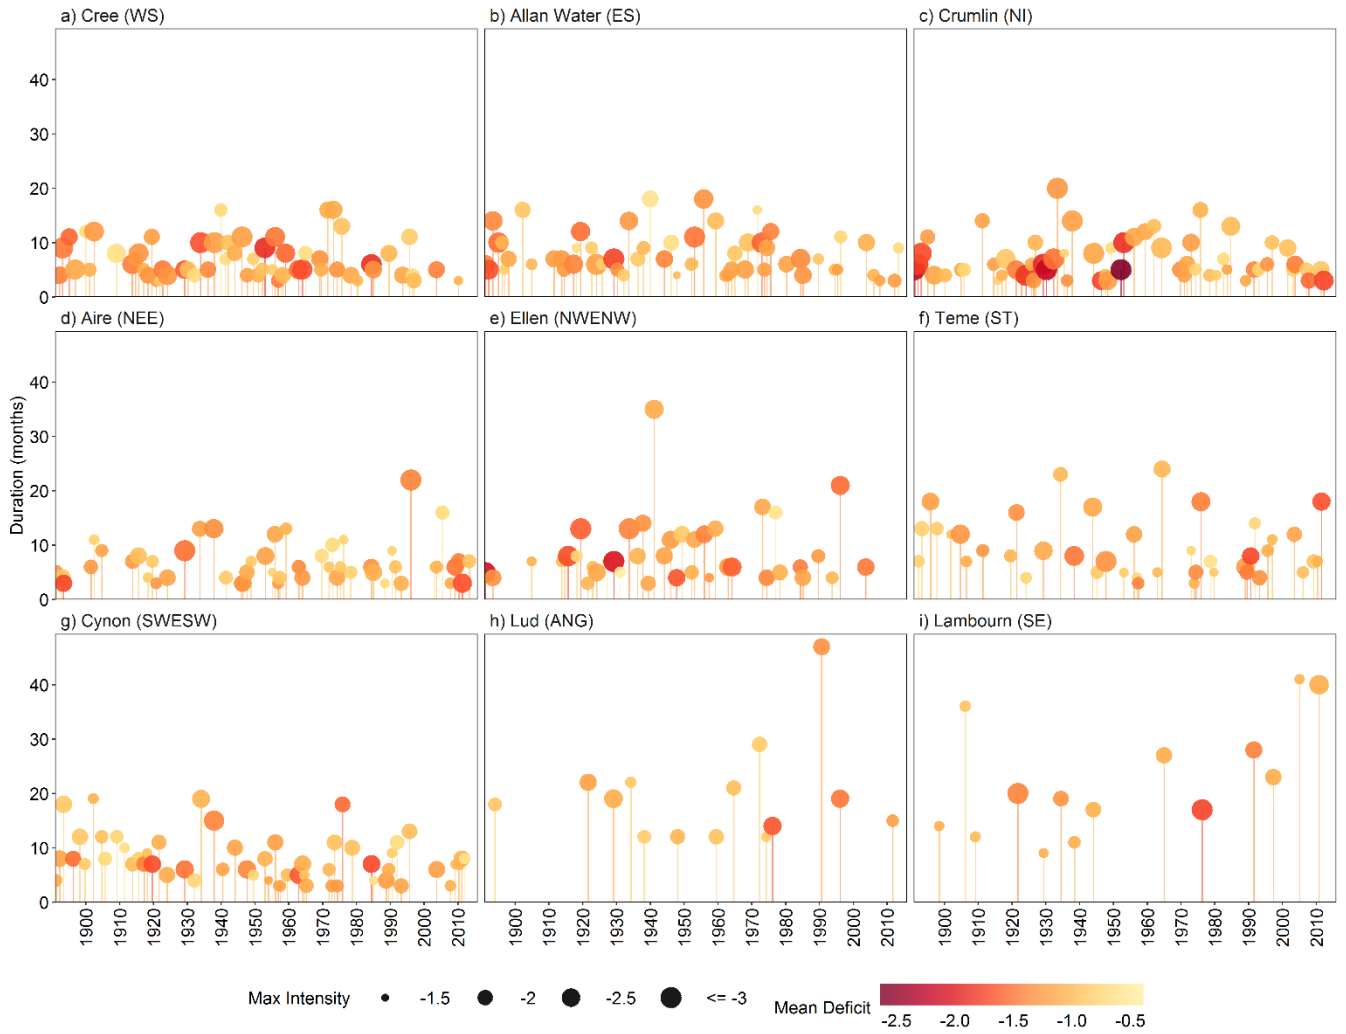 a) Cree (WS)
b) Allan Water (ES)
c) Crumlin (NI)
40
30
20
10
0
d) Aire (NEE)
e) Ellen (NWENW)
f) Teme (ST)
Duration (months)
40
30
20
10
0
g) Cynon (SWESW)
h) Lud (ANG)
i) Lambourn (SE)
40
30
20
10
0
1900 1910 1920 1930 1940 1950 1960 1970 1980 1990 2000 2010
1900 1910 1920 1930 1940 1950 1960 1970 1980 1990 2000 2010
1900 1910 1920 1930 1940 1950 1960 1970 1980 1990 2000 2010
Max Intensity -1.5 -2 -2.5 <= -3
Mean Deficit
-2.5 -2.0 -1.5 -1.0 -0.5